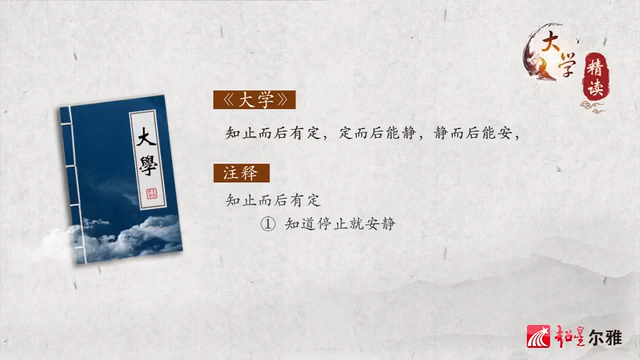 大学
精读
《大学》
知止而后有定，定而后能静，静而后能安，
大學
注释
知止而后有定
① 知道停止就安静
超星尔雅